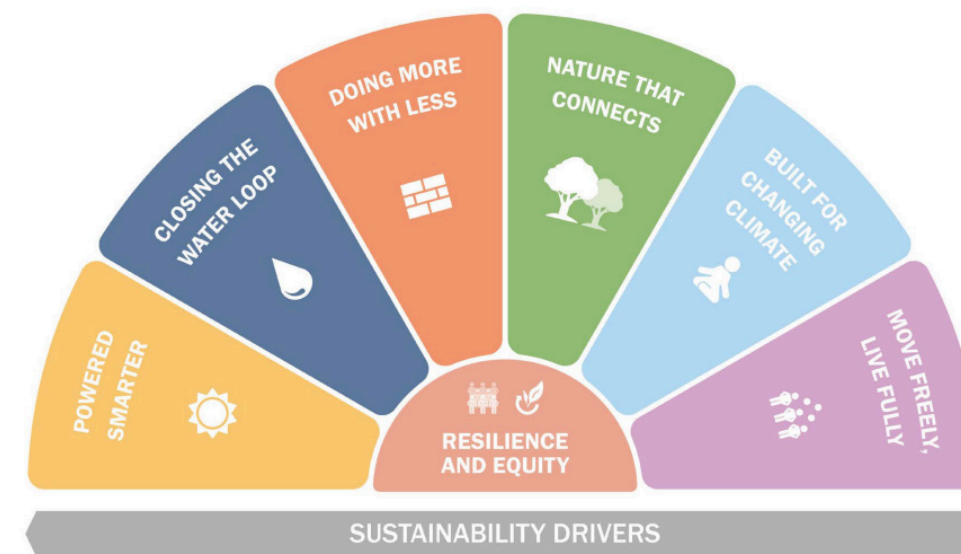 POWERED
SMARTER
CLOSING THE
WATER LOOP
DOING MORE
WITH LESS
NATURE THAT
CONNECTS
BUILT FOR
CHANGING
CLIMATE
MOVE FREELY,
LIVE FULLY
RESILIENCE
AND EQUITY
SUSTAINABILITY DRIVERS